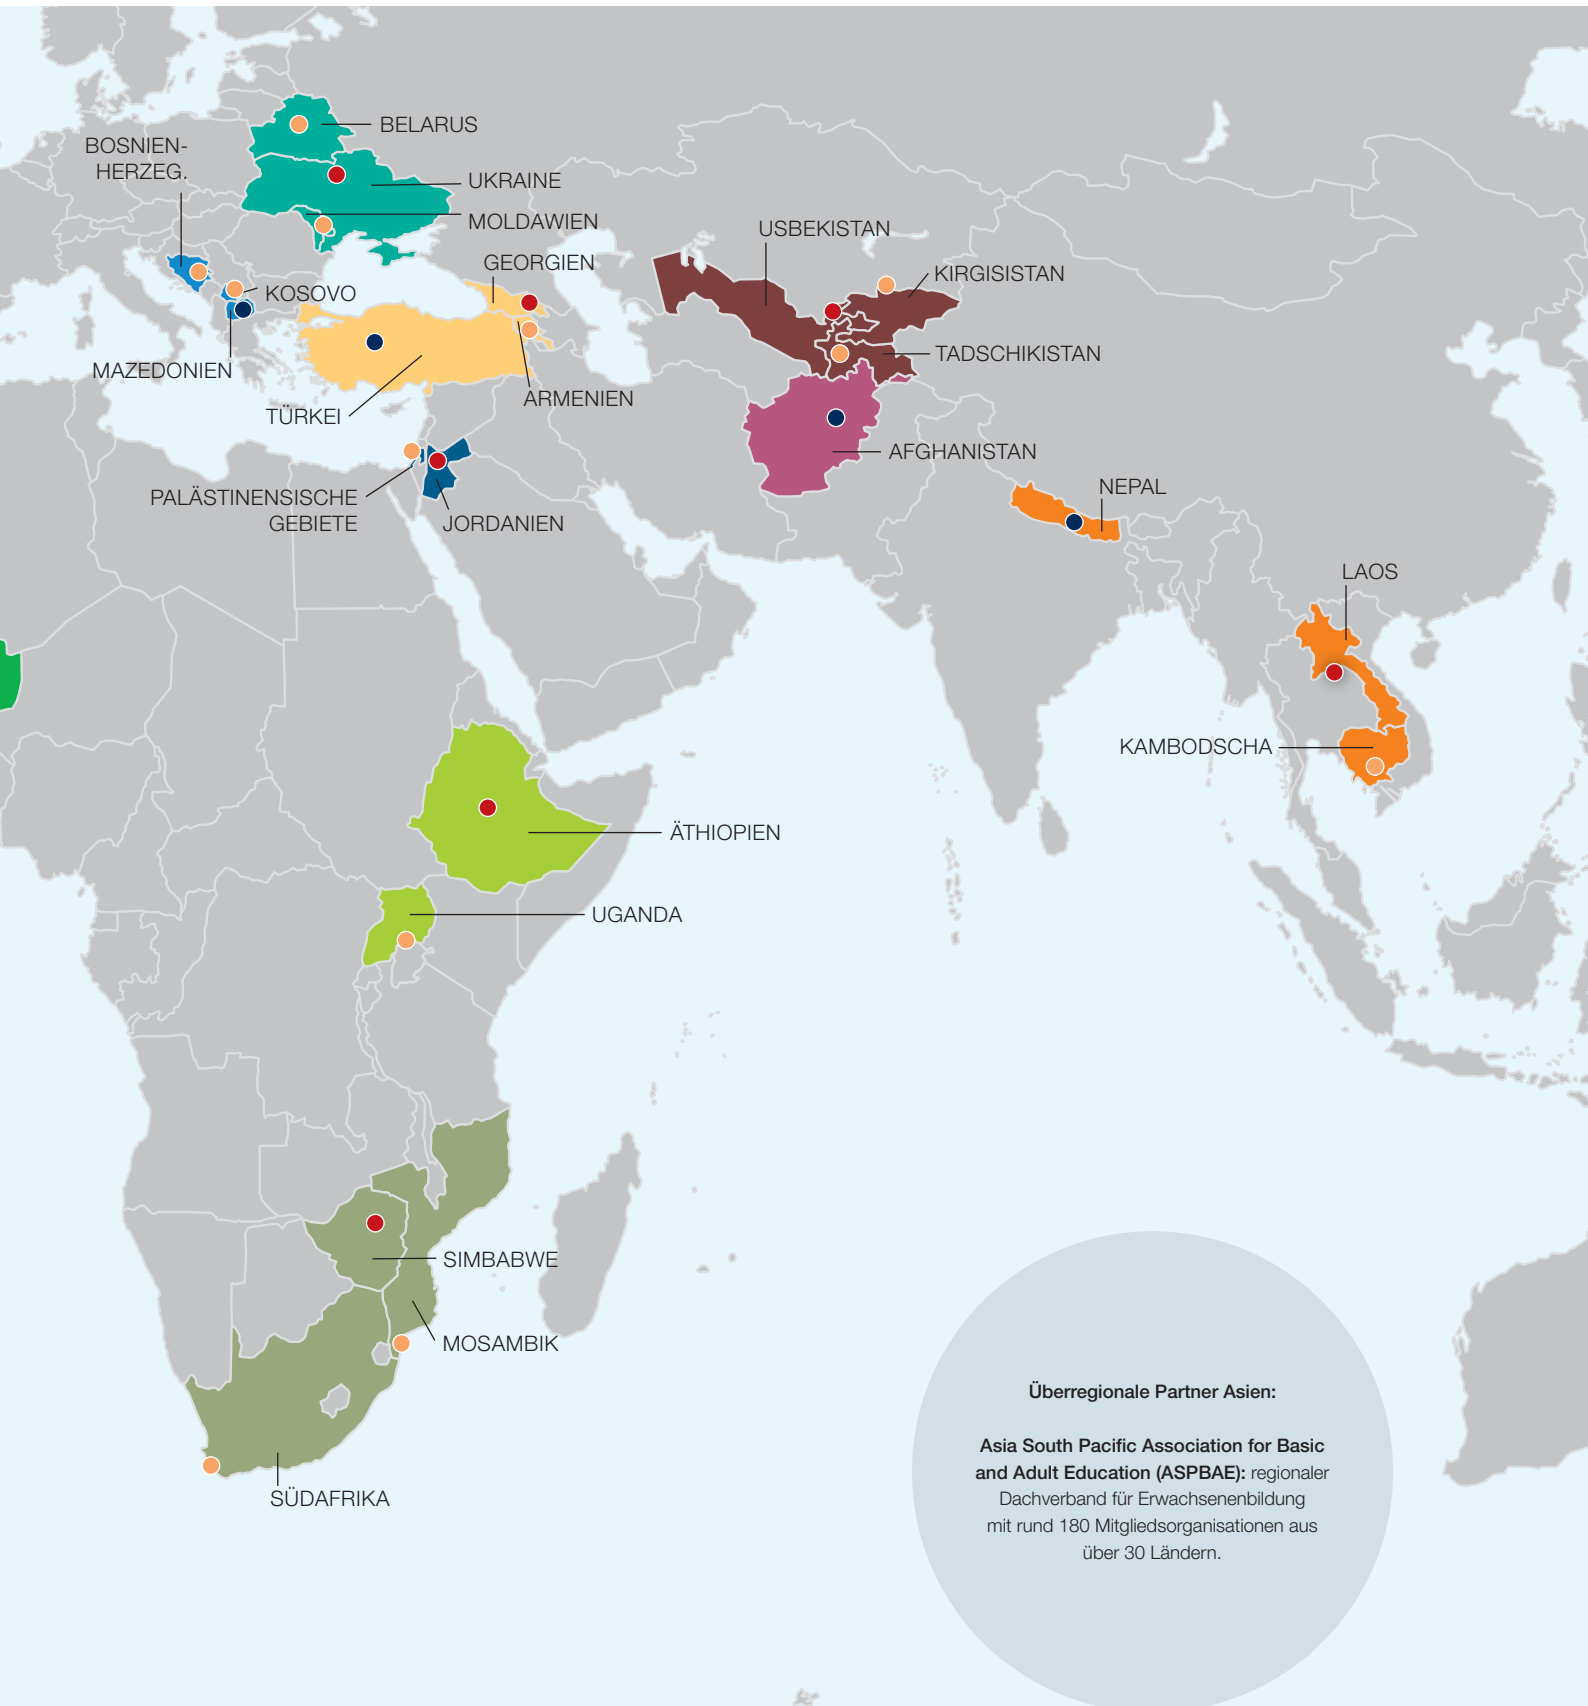 BELARUS
BOSNIEN-
HERZEG.
UKRAINE
MOLDAWIEN
USBEKISTAN
GEORGIEN
KIRGISISTAN
KOSOVO
TADSCHIKISTAN
MAZEDONIEN
ARMENIEN
TÜRKEI
AFGHANISTAN
NEPAL
PALÄSTINENSISCHE
GEBIETE
JORDANIEN
LAOS
KAMBODSCHA
ÄTHIOPIEN
UGANDA
SIMBABWE
MOSAMBIK
SÜDAFRIKA
Überregionale Partner Asien:
Asia South Pacific Association for Basic
and Adult Education (ASPBAE): regionaler
Dachverband für Erwachsenenbildung
mit rund 180 Mitgliedsorganisationen aus
über 30 Ländern.